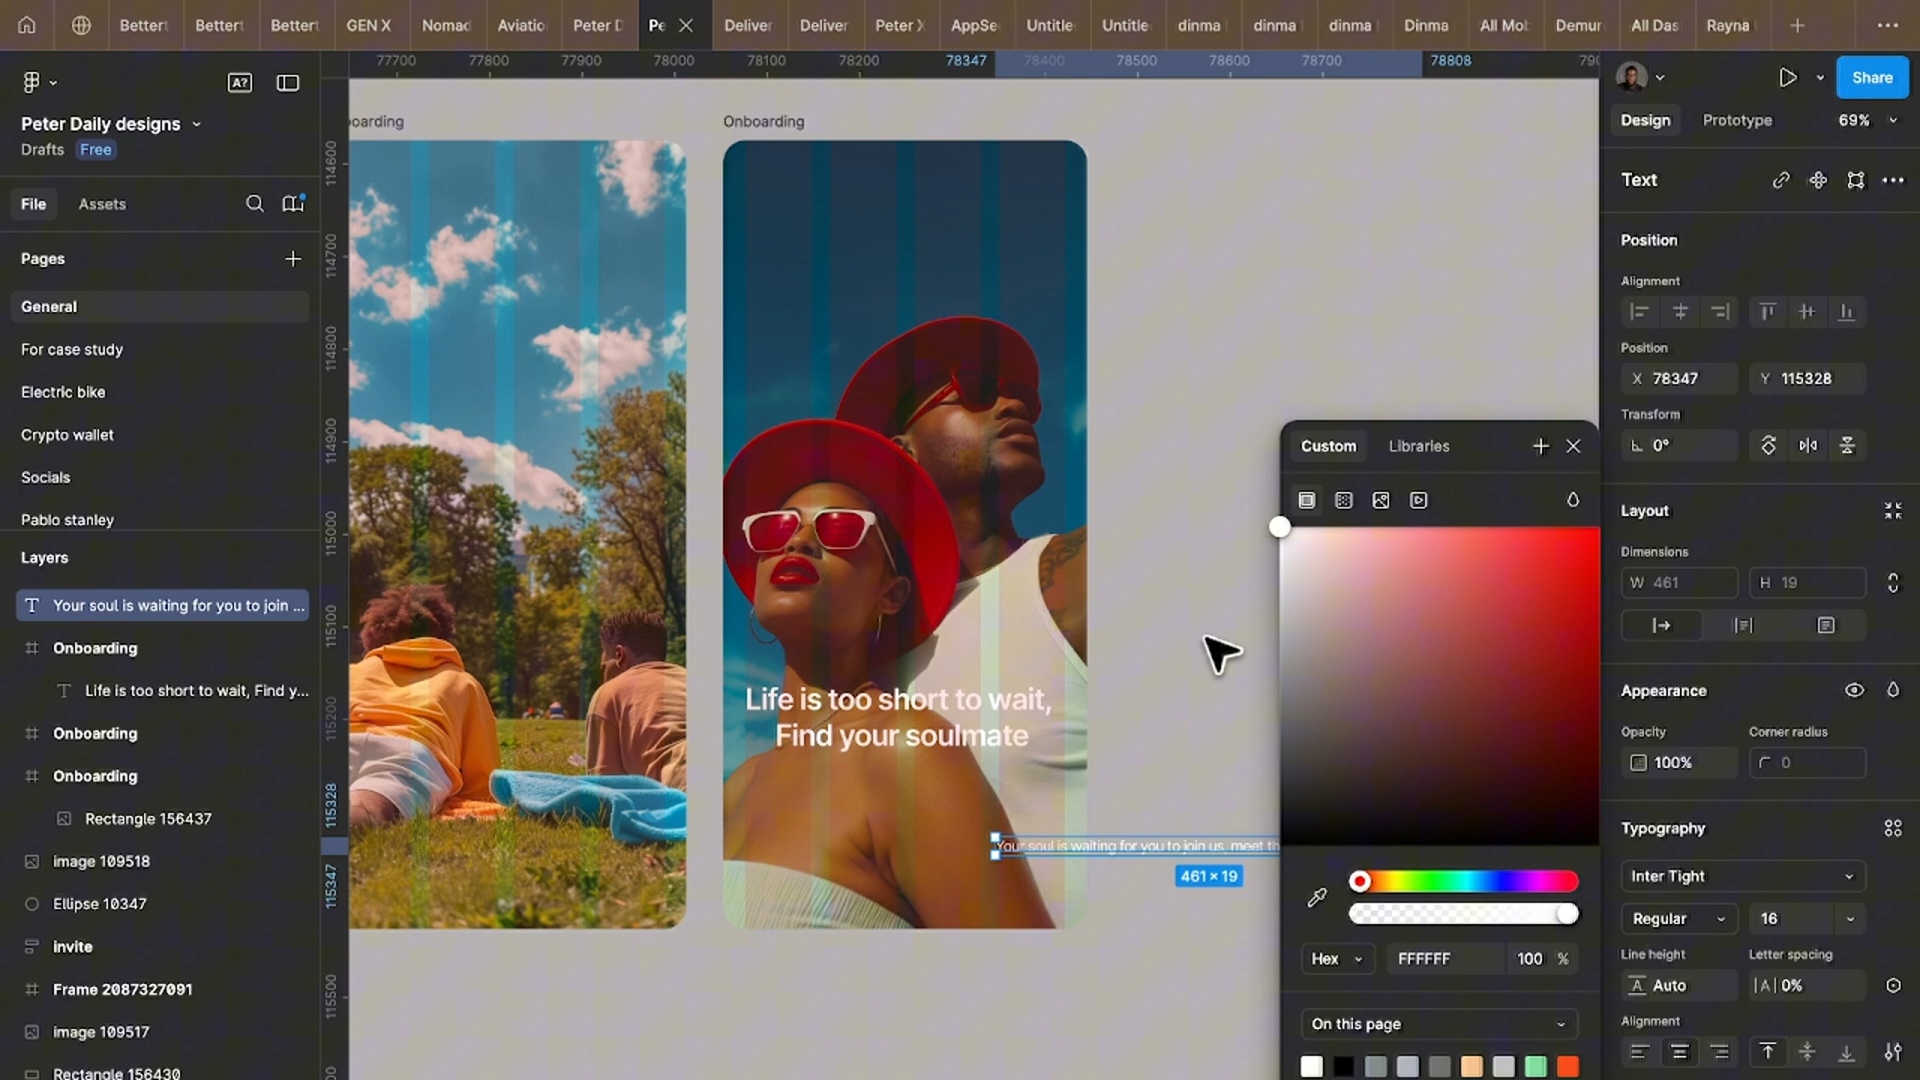 Bettert
Bettert
Bettert
GEN X
Nomad
Aviatio
Peter D
Pe
Deliver
Deliver
Peter X
AppSe
Untitle
Untitle
dinma
dinma
dinma
Dinma
All Mob
Demur
All Das
Rayna
77700
77800
77900
78000
78100
78200
78347
78400
78500
78600
78700
78808
790
A?
Share
Peter Daily designs
Drafts
Free
Design
Prototype
69%
File
Assets
Pages
General
For case study
Electric bike
Crypto wallet
Socials
Pablo stanley
Layers
Your soul is waiting for you to join ...
Onboarding
Life is too short to wait, Find y...
Onboarding
Onboarding
Rectangle 156437
image 109518
Ellipse 10347
invite
Frame 2087327091
image 109517
Rectangle 156430
114600
114700
114800
114900
115000
115100
115200
115328
115347
115500
oarding
Onboarding
Life is too short to wait,
Find your soulmate
Your soul is waiting for you to join us, meet th
461 × 19
Custom
Libraries
Hex
FFFFFF
100 %
On this page
Text
Position
Alignment
Position
X 78347
Y 115328
Transform
0°
Layout
Dimensions
W 461
H 19
Appearance
Opacity
Corner radius
100%
0
Typography
Inter Tight
Regular
16
Line height
Letter spacing
Auto
|A| 0%
Alignment